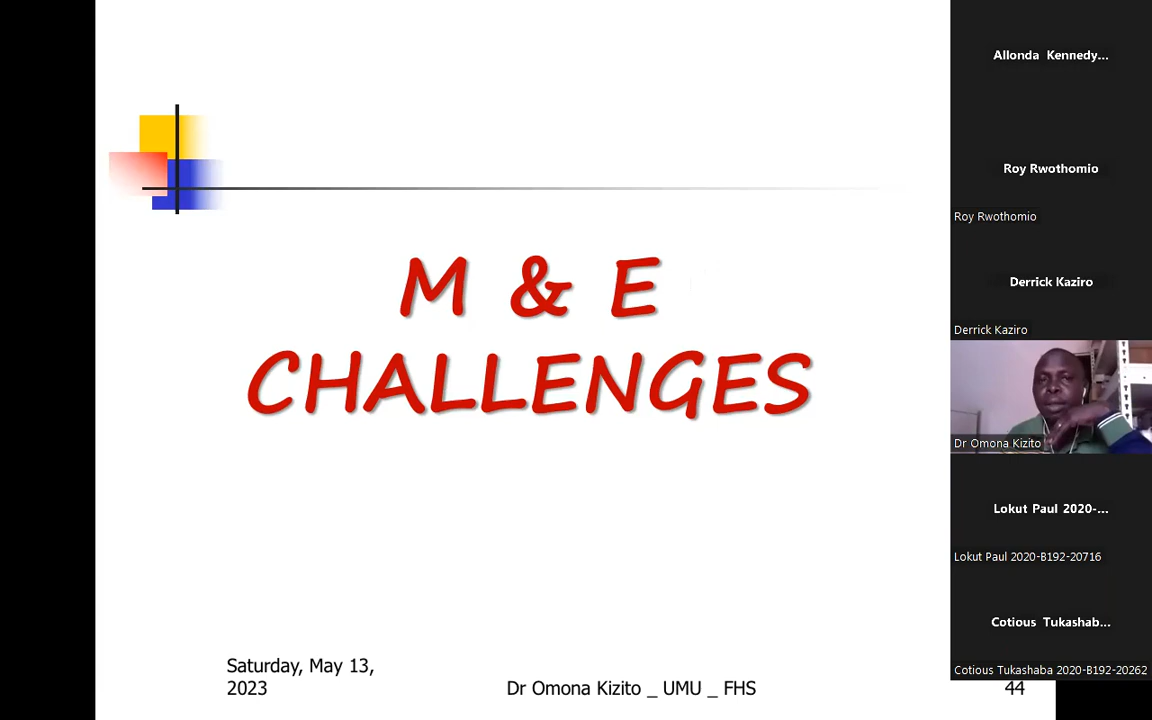 M & E
CHALLENGES
Saturday, May 13,
2023
Dr Omona Kizito _ UMU _ FHS
44
Allonda Kennedy...
Roy Rwothomio
Roy Rwothomio
Derrick Kaziro
Derrick Kaziro
Dr Omona Kizito
Lokut Paul 2020-...
Lokut Paul 2020-B192-20716
Cotious Tukashab...
Cotious Tukashaba 2020-B192-20262